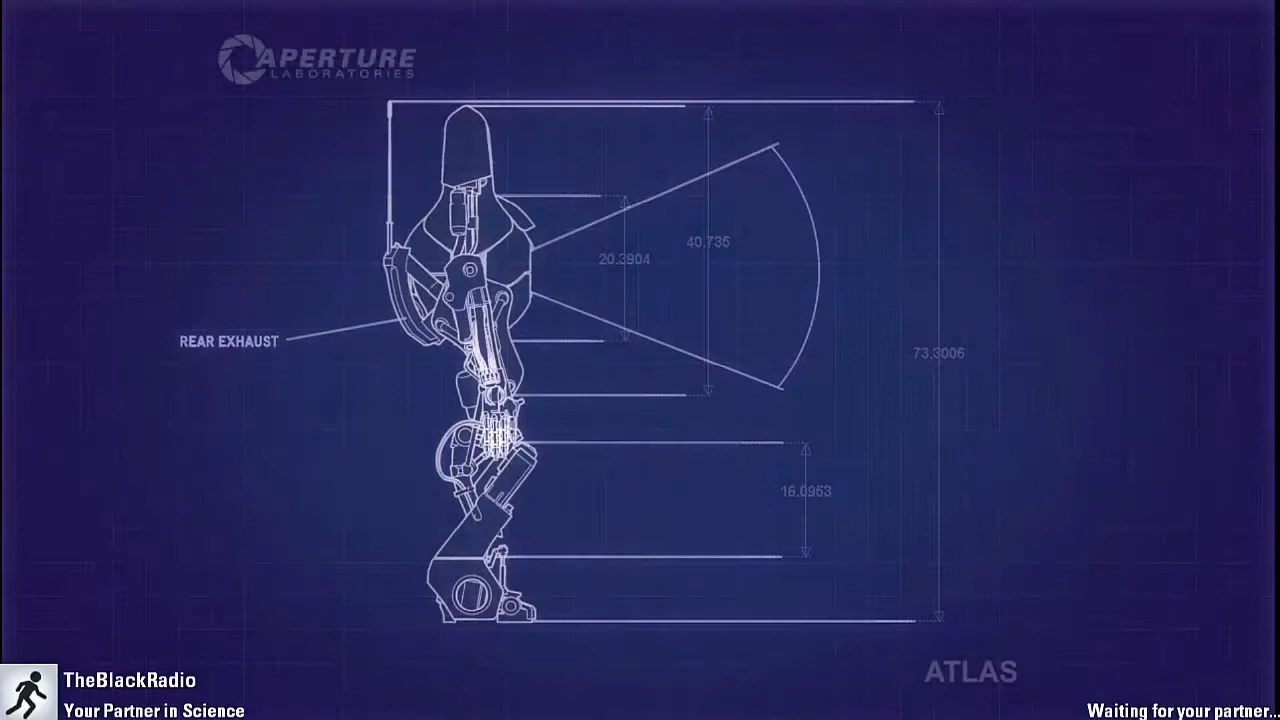 APERTURE
LABORATORIES
40.735
20.3904
REAR EXHAUST
73.3006
16.0953
ATLAS
TheBlackRadio
Your Partner in Science
Waiting for your partner...